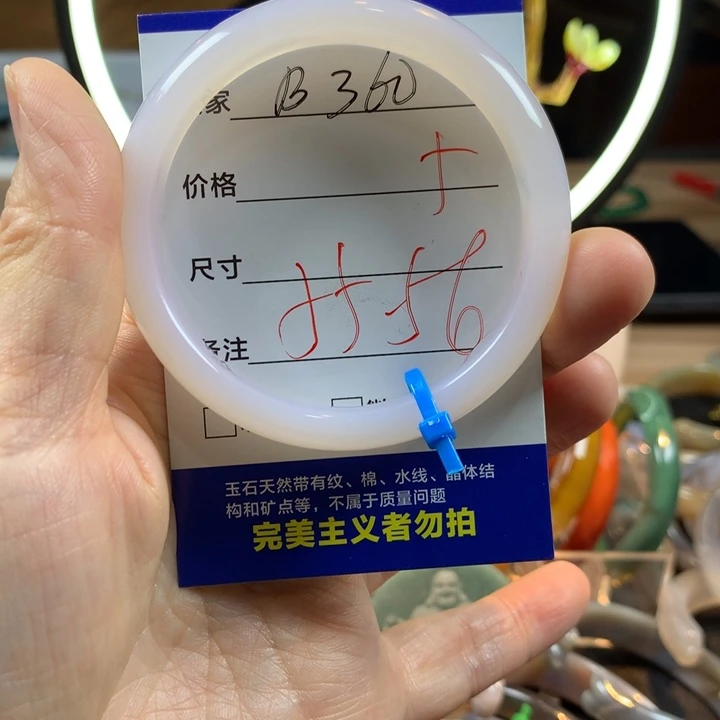 家 B360
价格
尺寸
备注
玉石天然带有纹、棉、水线、晶体结
构和矿点等，不属于质量问题
完美主义者勿拍